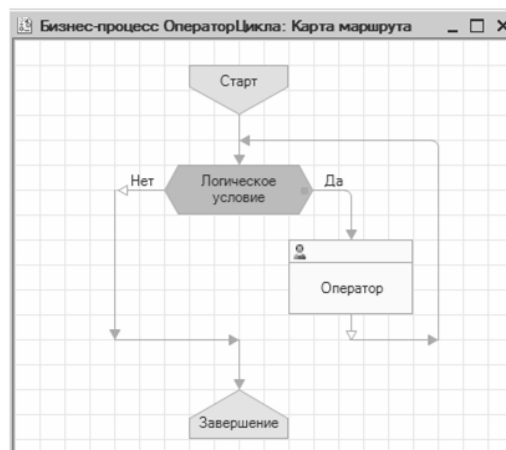 Бизнес-процесс ОператорЦикла: Карта маршрута
Старт
Нет
Логическое
условие
Да
Оператор
Завершение